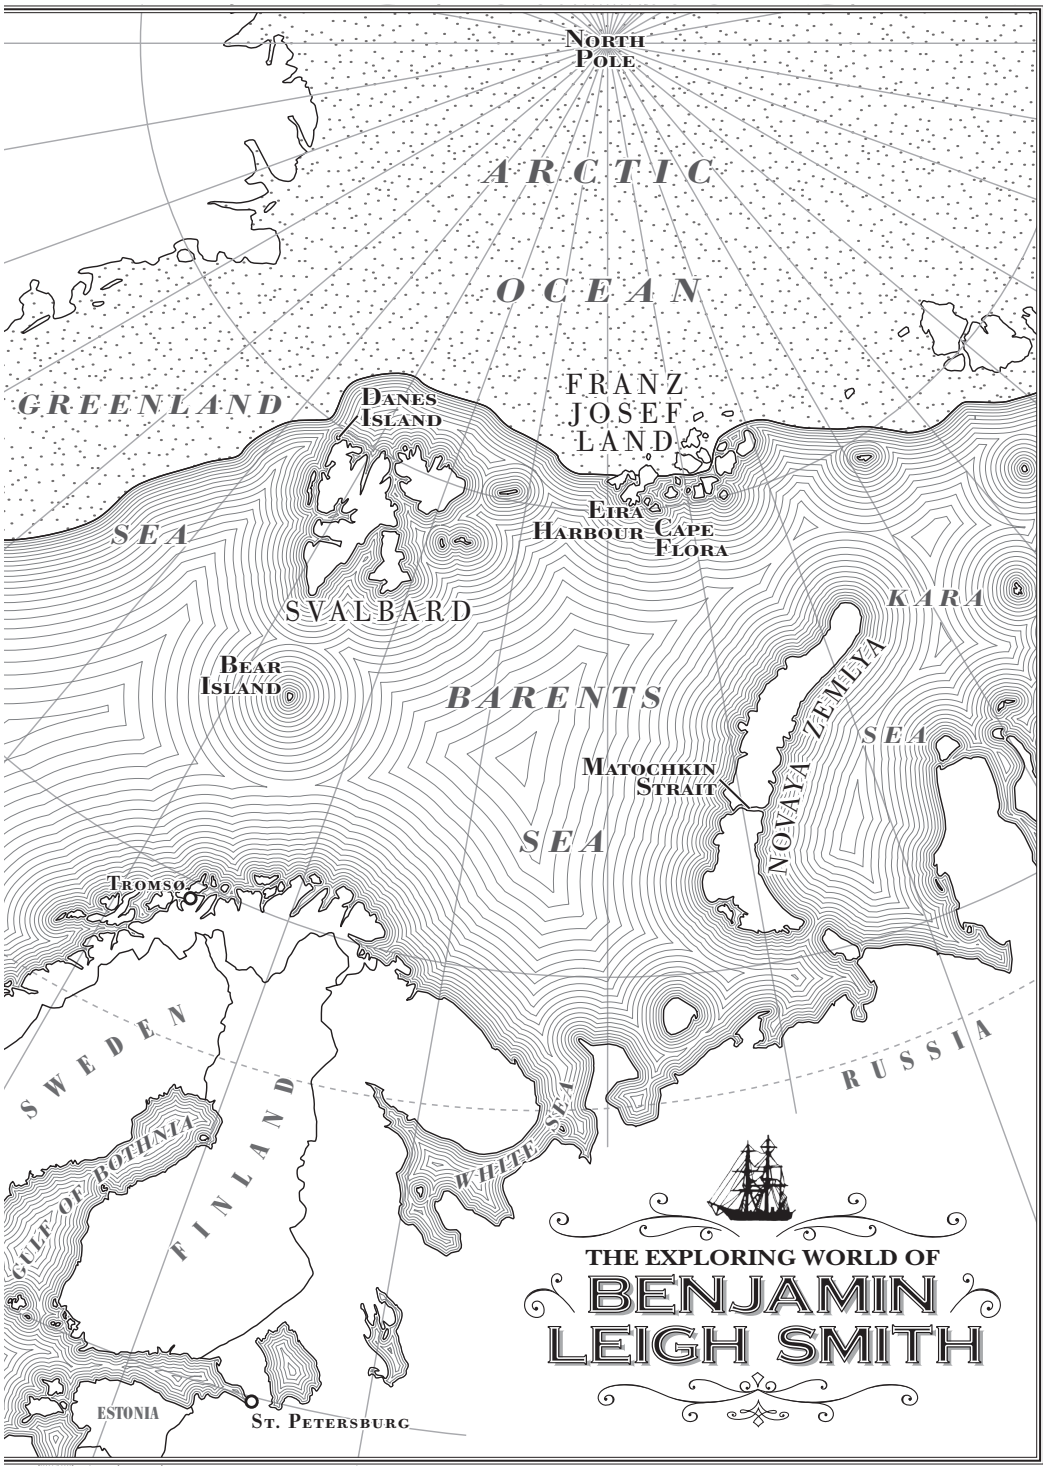 NORTH
POLE
ARCTIC
OCEAN
FRANZ
JOSEF
LAND
DANES
ISLAND
GREENLAND
SEA
EIRA
HARBOUR
CAPE
FLORA
KARA
SEA
SVALBARD
BEAR
ISLAND
BARENTS
SEA
NOVAYA ZEMLYA
MATOCHKIN
STRAIT
TROMSØ
SWEDEN
RUSSIA
FINLAND
WHITE SEA
GULF OF BOTHNIA
THE EXPLORING WORLD OF
BENJAMIN
LEIGH SMITH
ESTONIA
ST. PETERSBURG